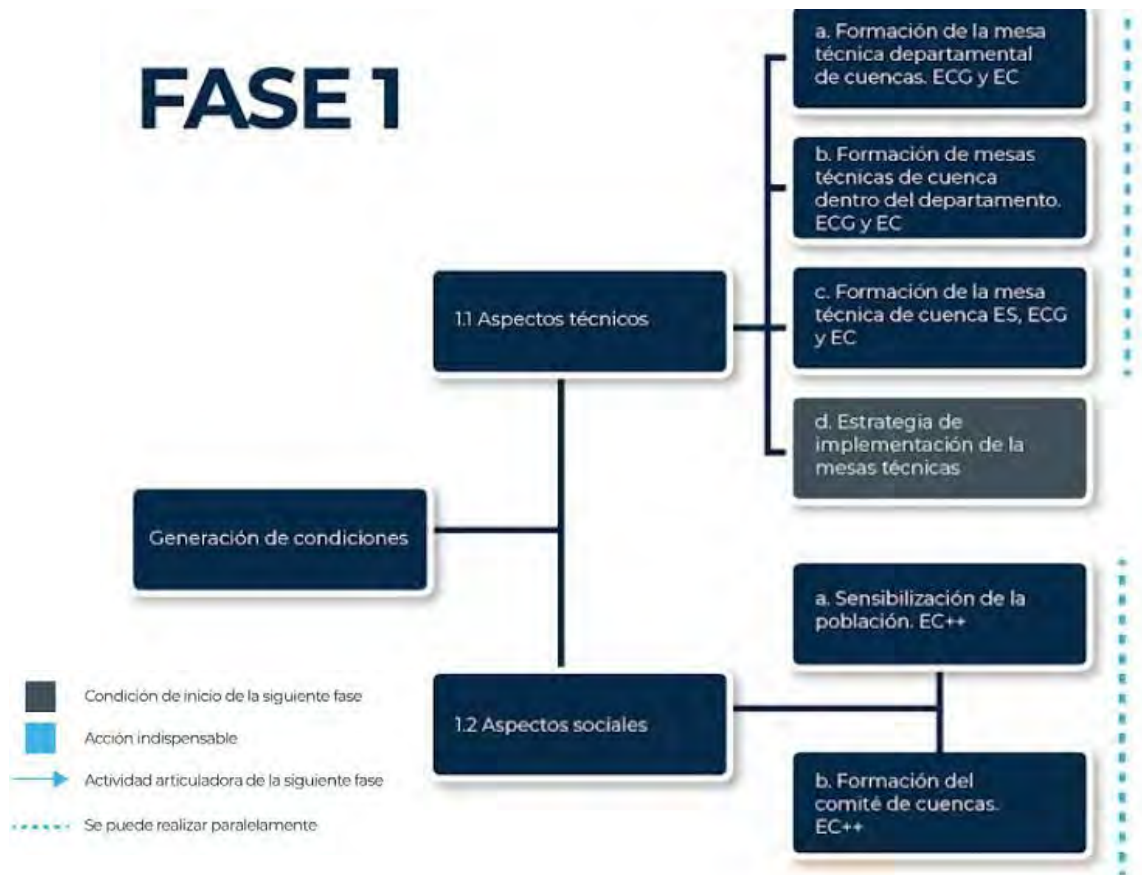 FASE 1
a. Formación de la mesa
técnica departamental
de cuencas. ECG y EC
b. Formación de mesas
técnicas de cuenca
dentro del departamento.
ECG y EC
1.1 Aspectos técnicos
c. Formación de la mesa
técnica de cuenca ES, ECG
y EC
d. Estrategia de
implementación de la
mesas técnicas
Generación de condiciones
a. Sensibilización de la
población. EC++
1.2 Aspectos sociales
b. Formación del
comité de cuencas.
EC++
Condición de inicio de la siguiente fase
Acción indispensable
Actividad articuladora de la siguiente fase
Se puede realizar paralelamente